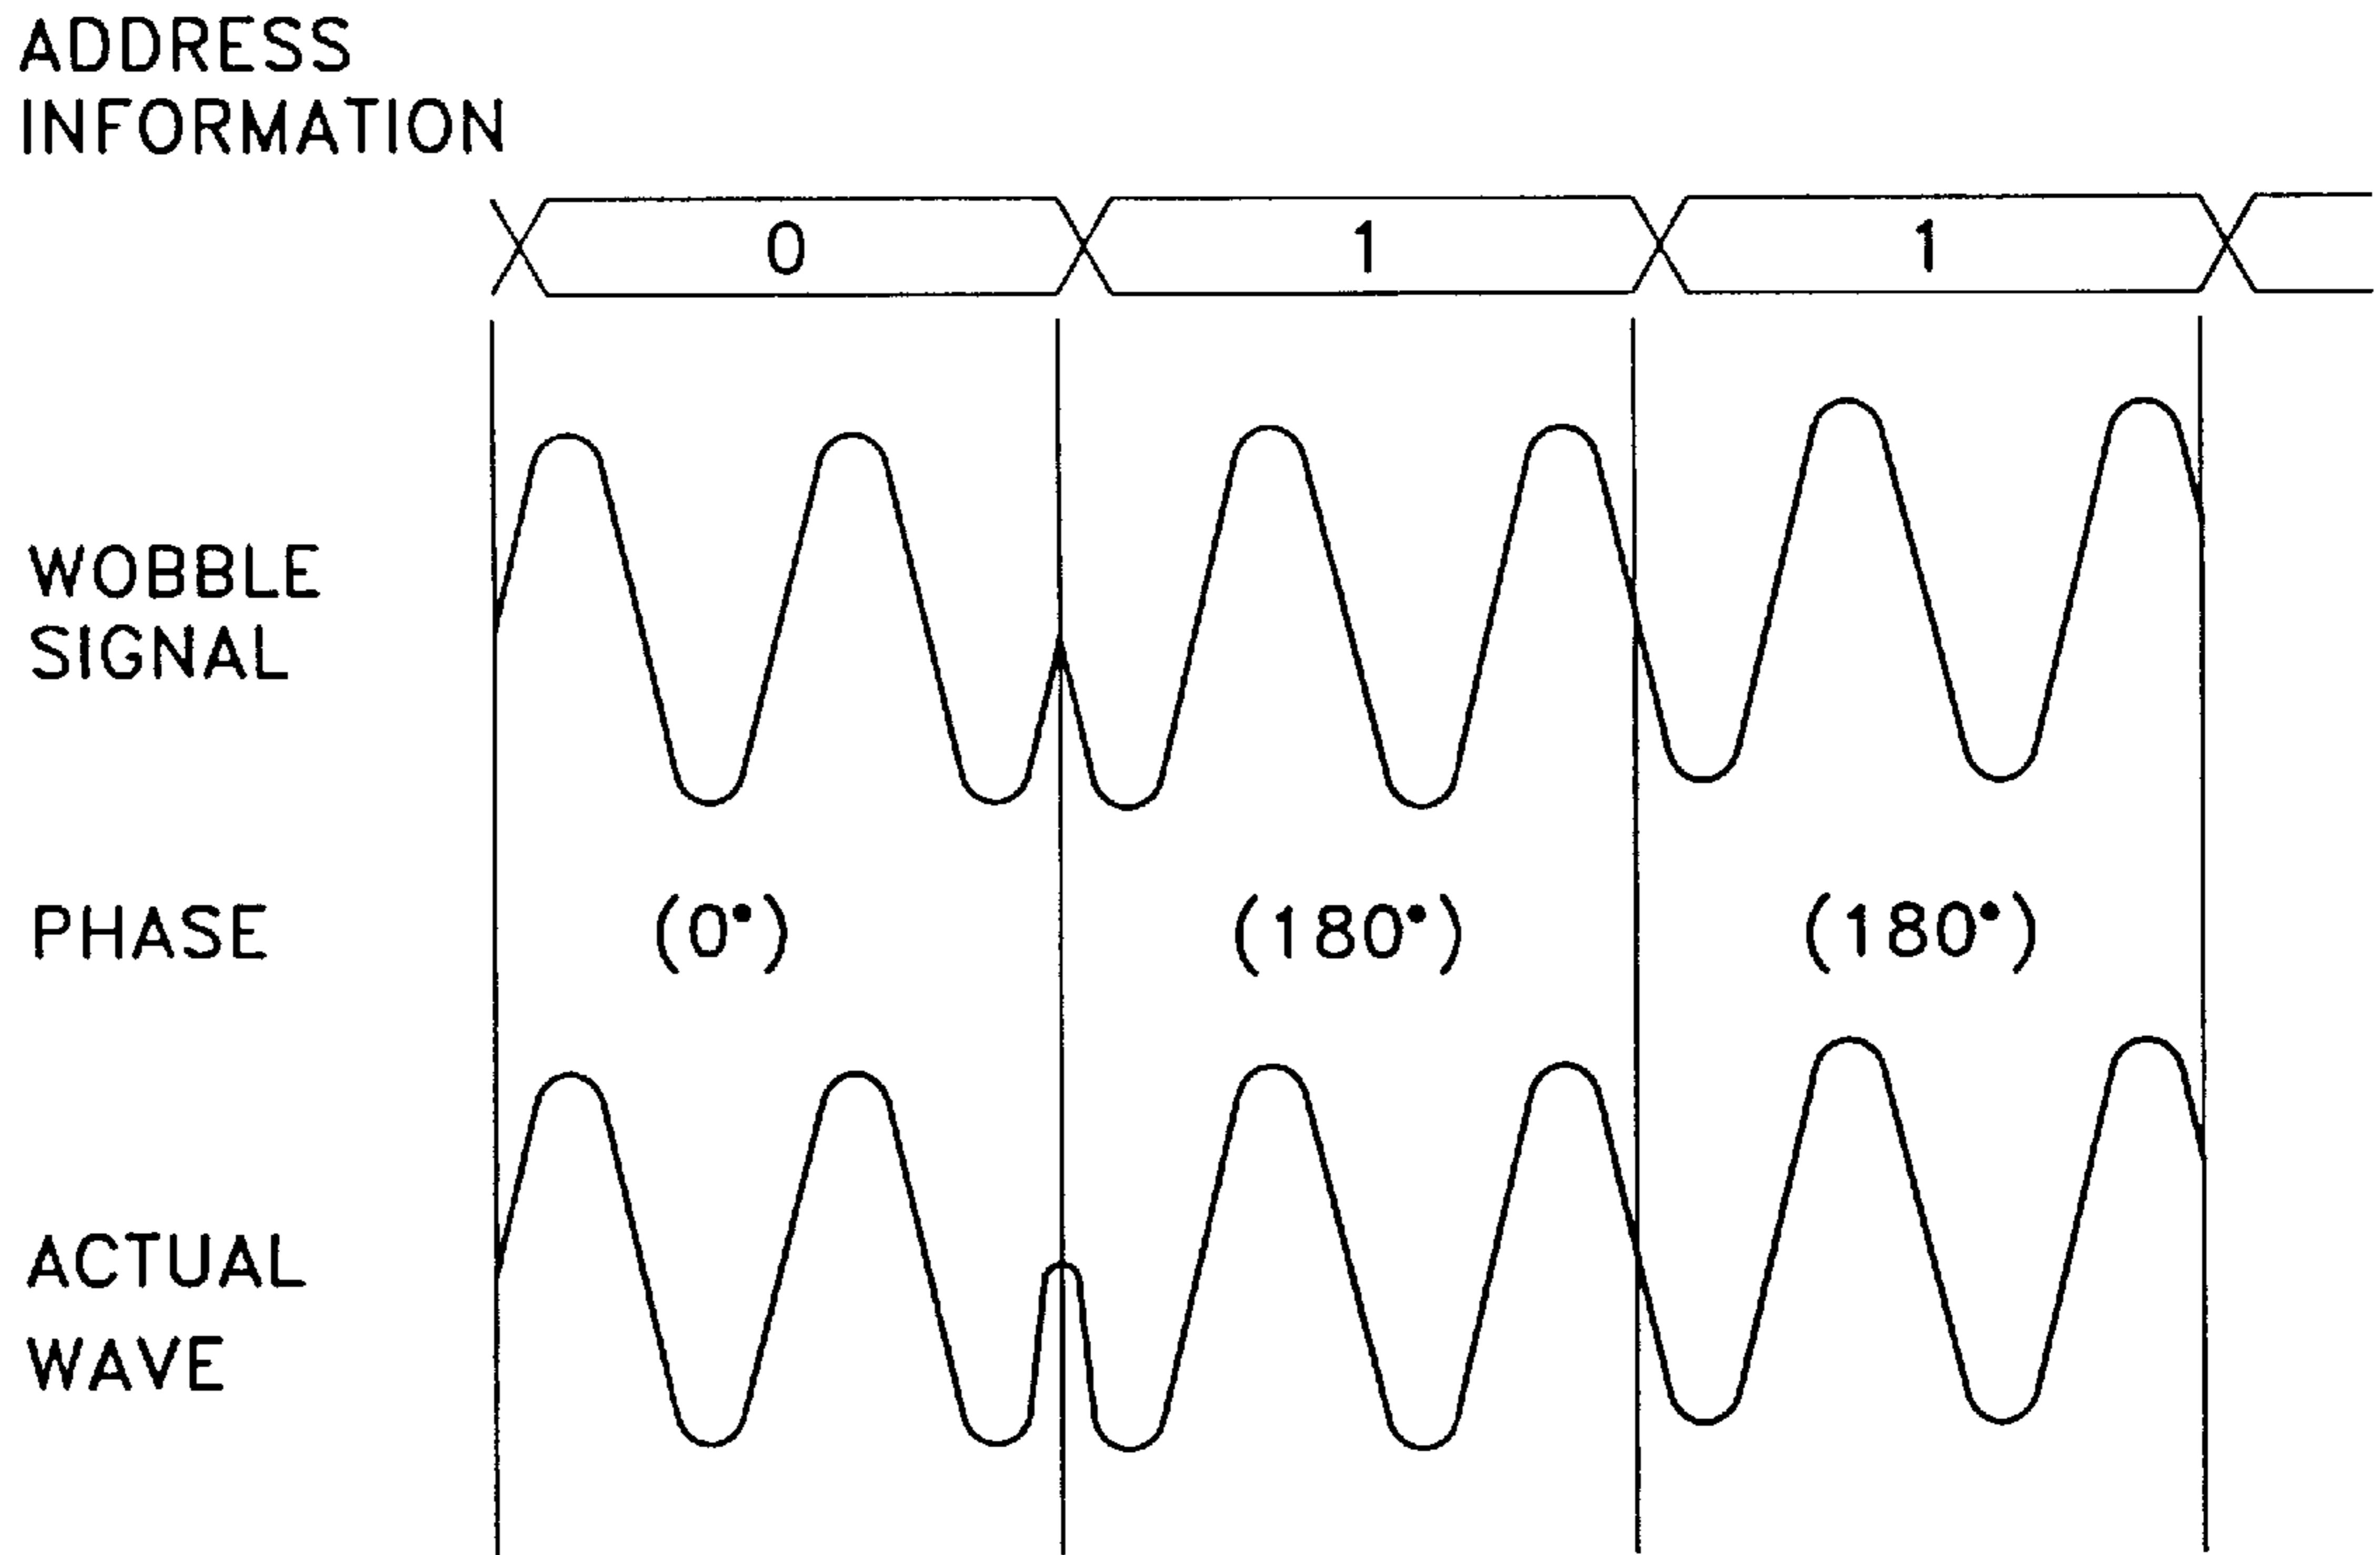 ADDRESS
INFORMATION
0 1 1
WOBBLE
SIGNAL
PHASE (0°) (180°) (180°)
ACTUAL
WAVE